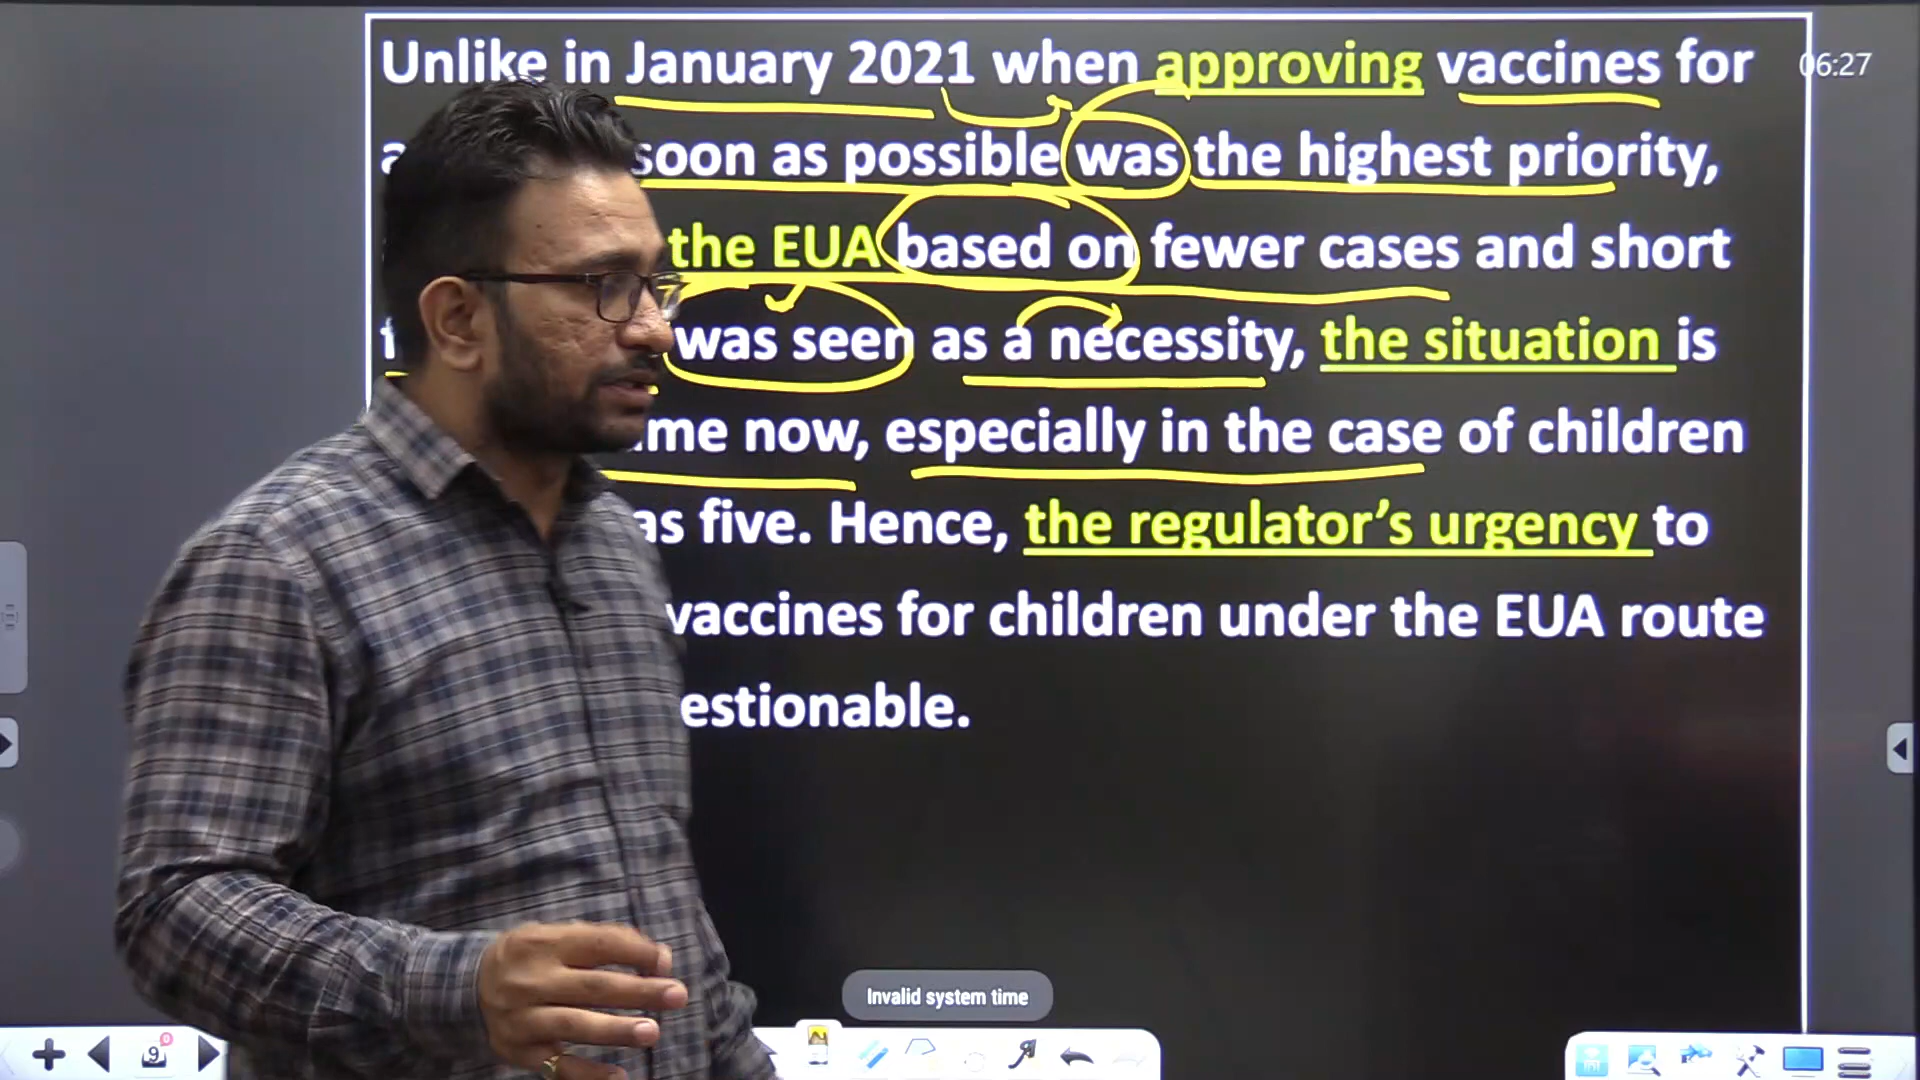 Unlike in January 2021 when approving vaccines for
06:27
soon as possible was the highest priority,
the EUA based on fewer cases and short
was seen as a necessity, the situation is
now, especially in the case of children
as five. Hence, the regulator's urgency to
vaccines for children under the EUA route
Invalid system time
9